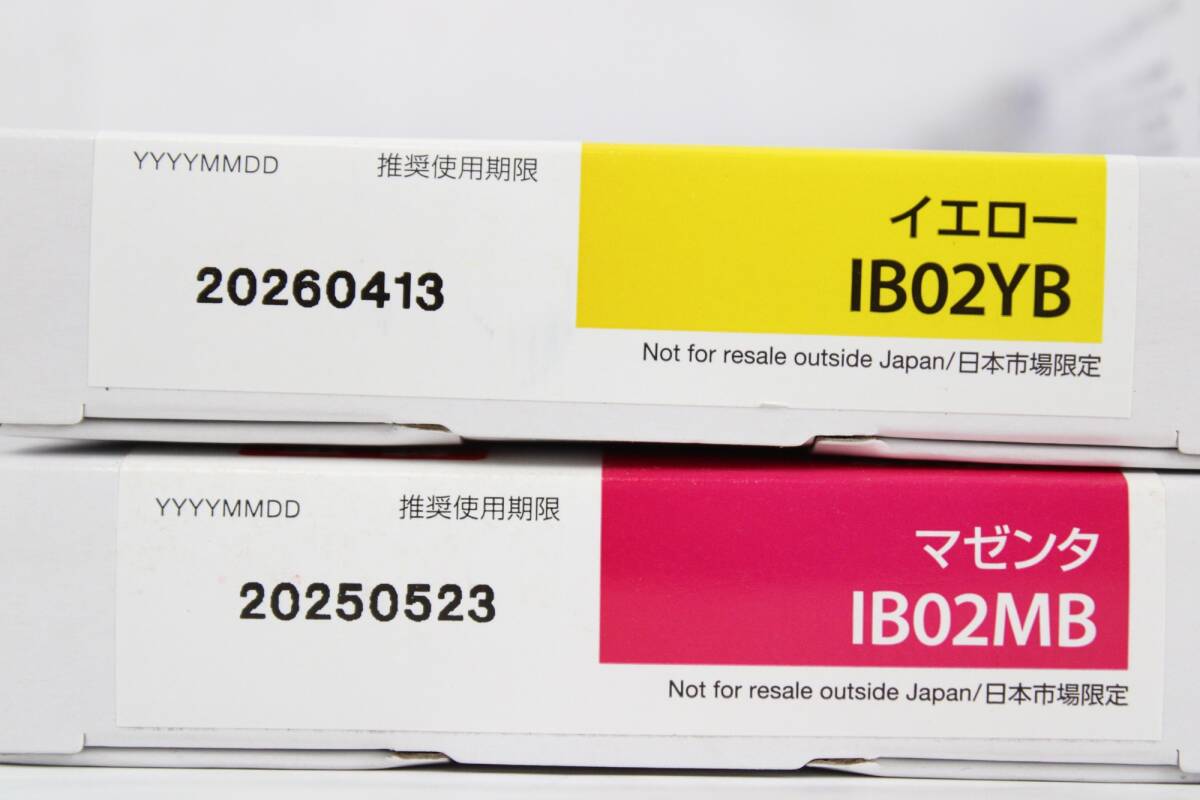 YYYYMMDD 推奨使用期限
20260413
イエロー
IB02YB
Not for resale outside Japan/日本市場限定
YYYYMMDD 推奨使用期限
20250523
マゼンタ
IB02MB
Not for resale outside Japan/日本市場限定